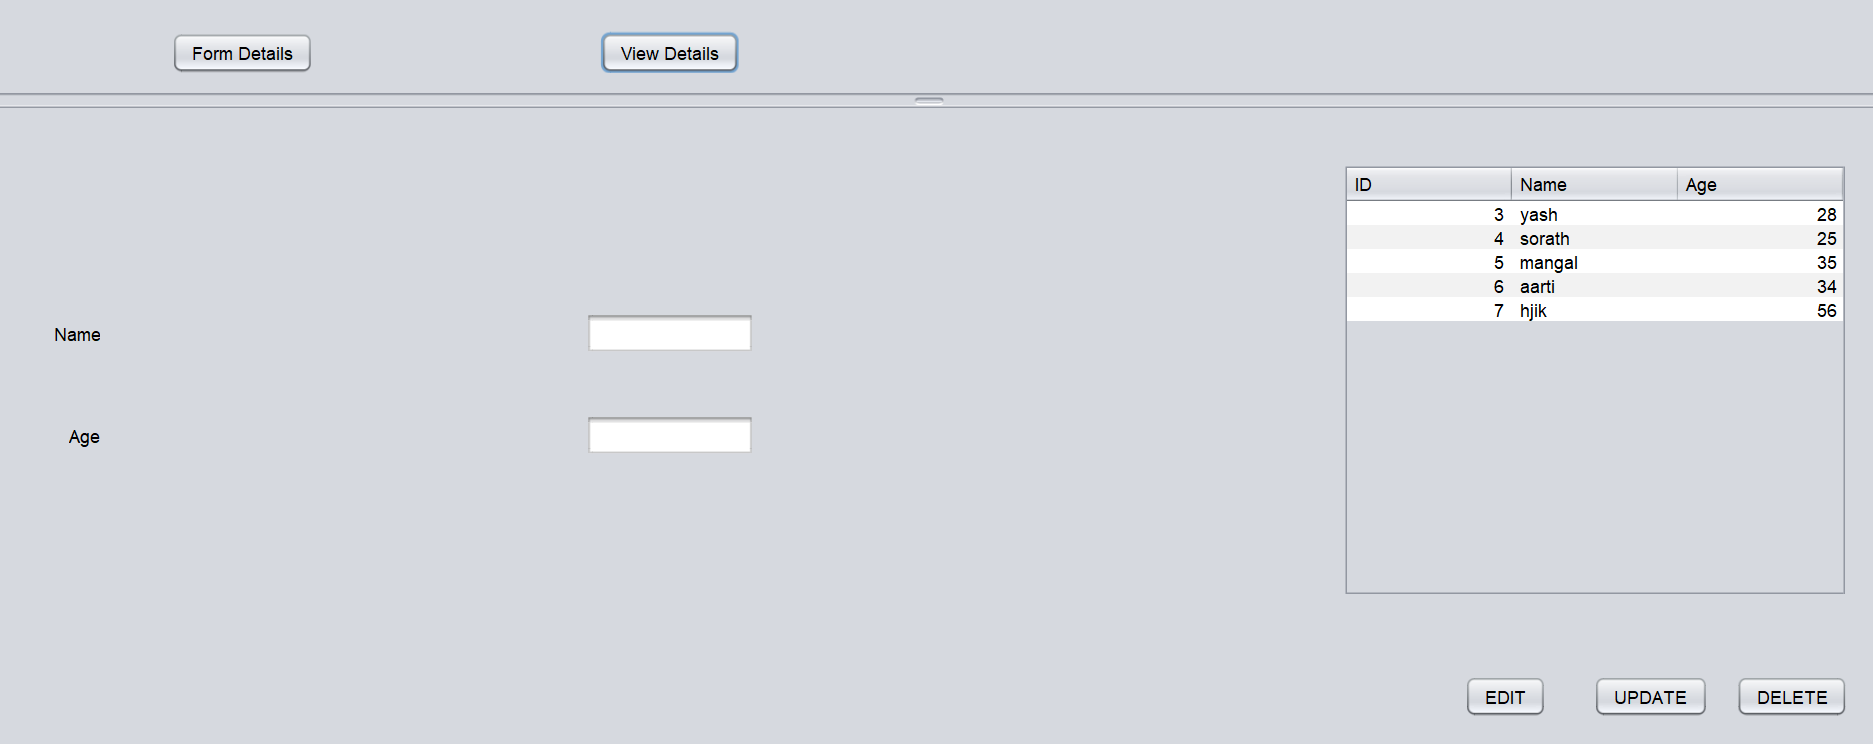 Form Details View Details
ID Name Age
3 yash 28
4 sorath 25
5 mangal 35
6 aarti 34
7 hjik 56
Name
Age
EDIT UPDATE DELETE